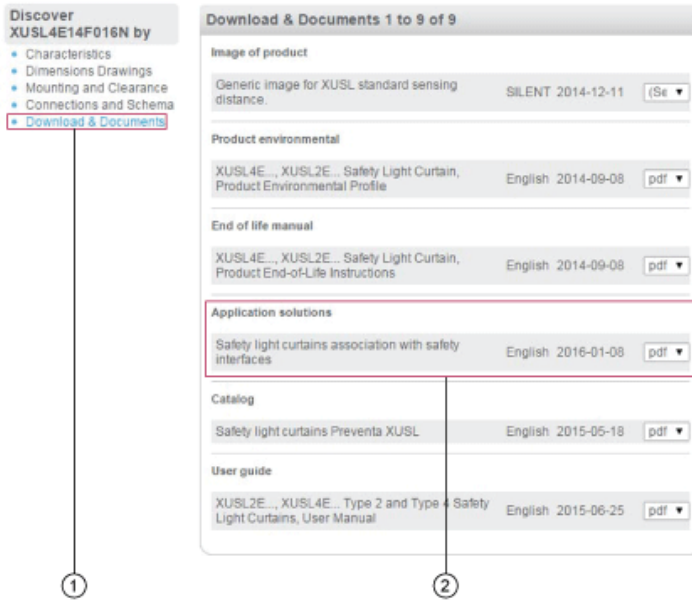 Discover
XUSL4E14F016N by
• Characteristics
• Dimensions Drawings
• Mounting and Clearance
• Connections and Schema
• Download & Documents
Download & Documents 1 to 9 of 9
Image of product
Generic image for XUSL standard sensing
distance.
SILENT 2014-12-11 (Se ▼
Product environmental
XUSL4E..., XUSL2E... Safety Light Curtain,
Product Environmental Profile
English 2014-09-08 pdf ▼
End of life manual
XUSL4E..., XUSL2E... Safety Light Curtain,
Product End-of-Life Instructions
English 2014-09-08 pdf ▼
Application solutions
Safety light curtains association with safety
interfaces
English 2016-01-08 pdf ▼
Catalog
Safety light curtains Preventa XUSL English 2015-05-18 pdf ▼
User guide
XUSL2E..., XUSL4E... Type 2 and Type 4 Safety
Light Curtains, User Manual
English 2015-06-25 pdf ▼
1 2